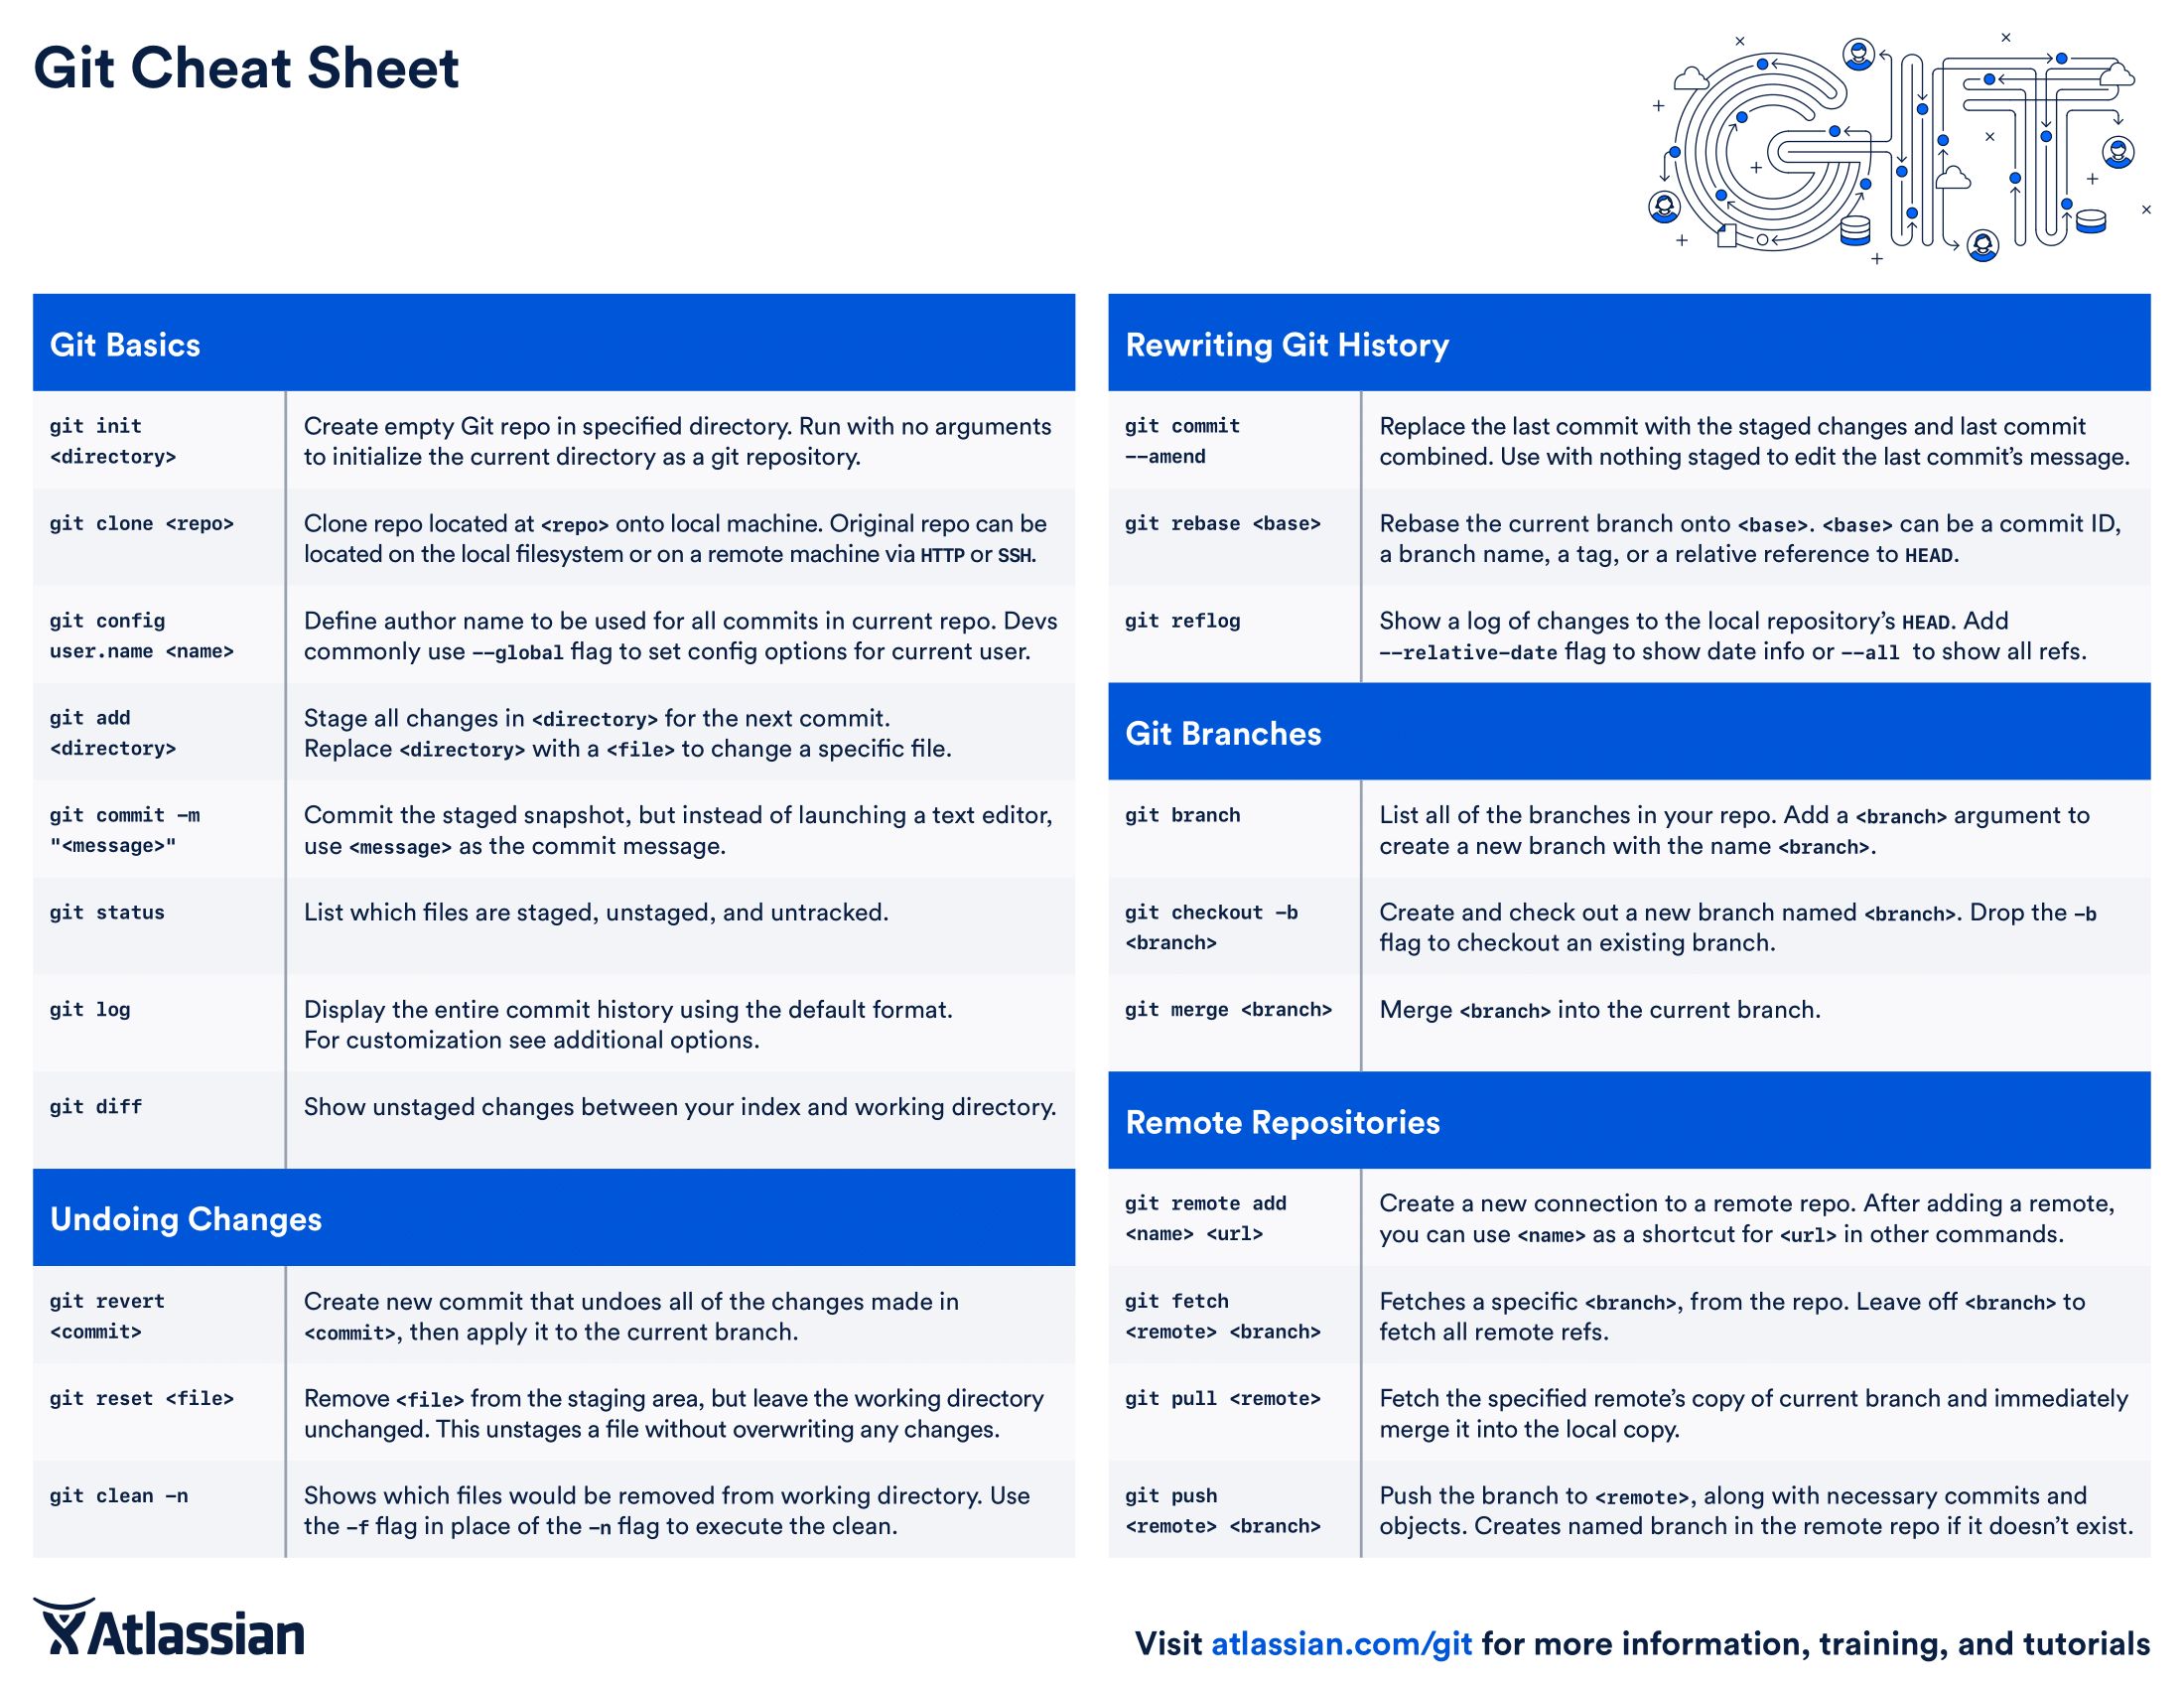 Git Cheat Sheet
Git Basics
git init
<directory>
Create empty Git repo in specified directory. Run with no arguments
to initialize the current directory as a git repository.
git clone <repo>
Clone repo located at <repo> onto local machine. Original repo can be
located on the local filesystem or on a remote machine via HTTP or SSH.
git config
user.name <name>
Define author name to be used for all commits in current repo. Devs
commonly use --global flag to set config options for current user.
git add
<directory>
Stage all changes in <directory> for the next commit.
Replace <directory> with a <file> to change a specific file.
git commit -m
"<message>"
Commit the staged snapshot, but instead of launching a text editor,
use <message> as the commit message.
git status
List which files are staged, unstaged, and untracked.
git log
Display the entire commit history using the default format.
For customization see additional options.
git diff
Show unstaged changes between your index and working directory.
Undoing Changes
git revert
<commit>
Create new commit that undoes all of the changes made in
<commit>, then apply it to the current branch.
git reset <file>
Remove <file> from the staging area, but leave the working directory
unchanged. This unstages a file without overwriting any changes.
git clean -n
Shows which files would be removed from working directory. Use
the -f flag in place of the -n flag to execute the clean.
Rewriting Git History
git commit
--amend
Replace the last commit with the staged changes and last commit
combined. Use with nothing staged to edit the last commit’s message.
git rebase <base>
Rebase the current branch onto <base>. <base> can be a commit ID,
a branch name, a tag, or a relative reference to HEAD.
git reflog
Show a log of changes to the local repository’s HEAD. Add
--relative-date flag to show date info or --all to show all refs.
Git Branches
git branch
List all of the branches in your repo. Add a <branch> argument to
create a new branch with the name <branch>.
git checkout -b
<branch>
Create and check out a new branch named <branch>. Drop the -b
flag to checkout an existing branch.
git merge <branch>
Merge <branch> into the current branch.
Remote Repositories
git remote add
<name> <url>
Create a new connection to a remote repo. After adding a remote,
you can use <name> as a shortcut for <url> in other commands.
git fetch
<remote> <branch>
Fetches a specific <branch>, from the repo. Leave off <branch> to
fetch all remote refs.
git pull <remote>
Fetch the specified remote’s copy of current branch and immediately
merge it into the local copy.
git push
<remote> <branch>
Push the branch to <remote>, along with necessary commits and
objects. Creates named branch in the remote repo if it doesn’t exist.
Atlassian
Visit atlassian.com/git for more information, training, and tutorials
GIT